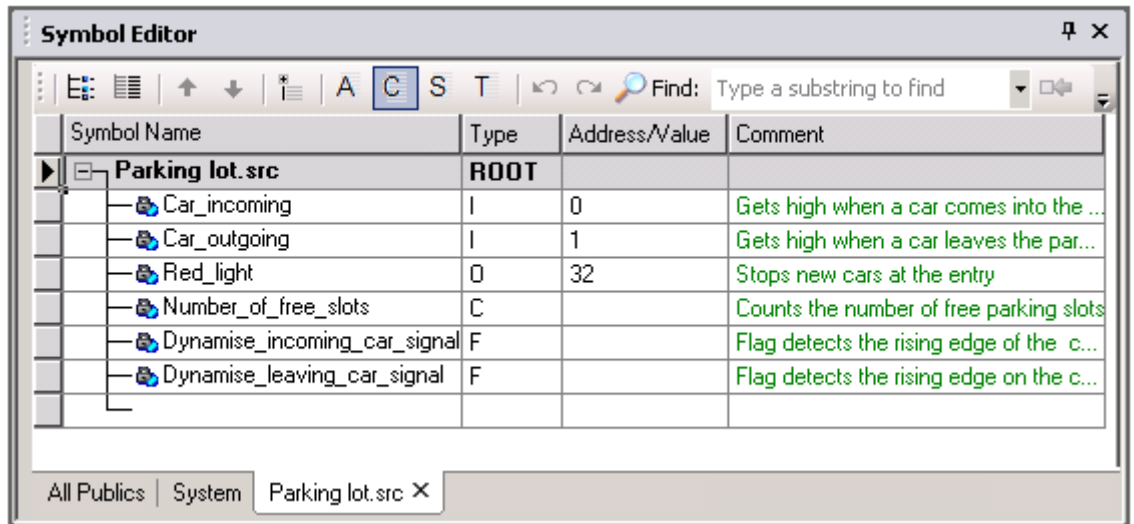 Symbol Editor
A C S T Find: Type a substring to find
Symbol Name Type Address/Value Comment
Parking lot.src ROOT
Car_incoming I 0 Gets high when a car comes into the ...
Car_outgoing I 1 Gets high when a car leaves the par...
Red_light O 32 Stops new cars at the entry
Number_of_free_slots C Counts the number of free parking slots
Dynamise_incoming_car_signal F Flag detects the rising edge of the c...
Dynamise_leaving_car_signal F Flag detects the rising edge on the c...
All Publics System Parking lot.src